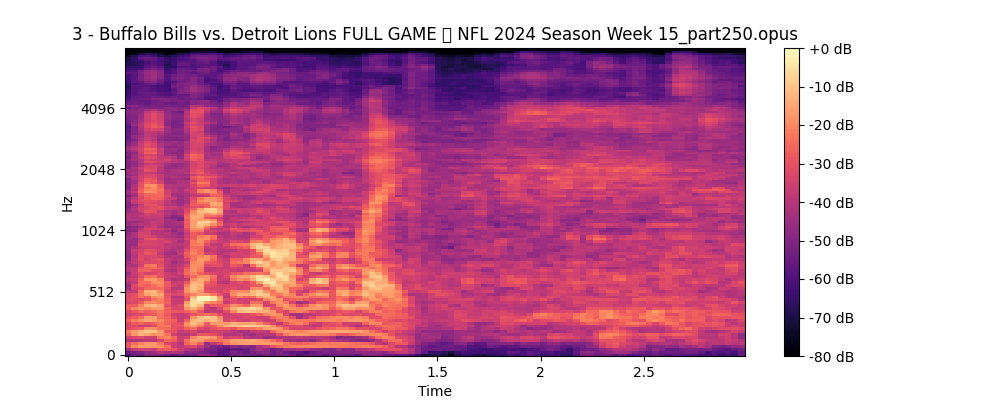 3 - Buffalo Bills vs. Detroit Lions FULL GAME ▯ NFL 2024 Season Week 15_part250.opus
Hz
4096
2048
1024
512
0
0
0.5
1
1.5
2
2.5
Time
+0 dB
-10 dB
-20 dB
-30 dB
-40 dB
-50 dB
-60 dB
-70 dB
-80 dB